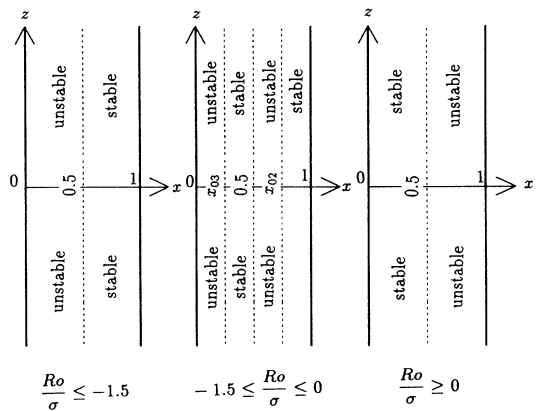 z z z
unstable stable unstable stable unstable stable stable unstable
0 0.5 1 x 0 x₀₃ 0.5 x₀₂ 1 x 0 0.5 1 x
unstable stable unstable stable unstable stable stable unstable
Ro/σ ≤ −1.5 − 1.5 ≤ Ro/σ ≤ 0 Ro/σ ≥ 0